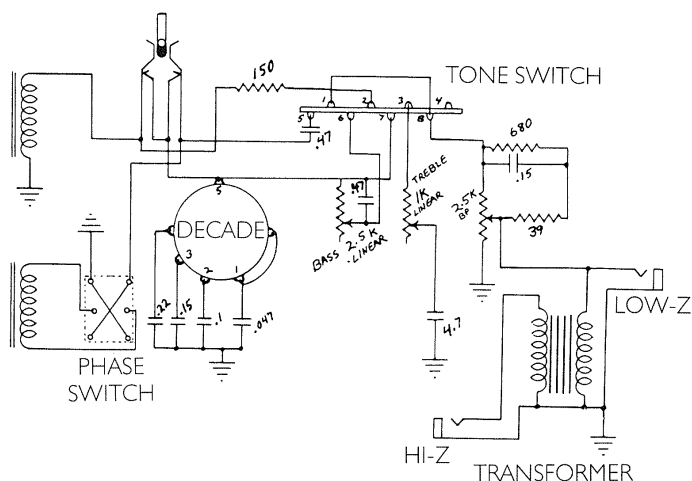 TONE SWITCH
150
1 2 3 4
5 6 7 8
.47
680
.15
TREBLE
1K
LINEAR
.47
2.5K
BP
39
5
DECADE
3
2
1
BASS 2.5K
.LINEAR
.22
.15
.1
.047
4.7
LOW-Z
PHASE
SWITCH
HI-Z
TRANSFORMER